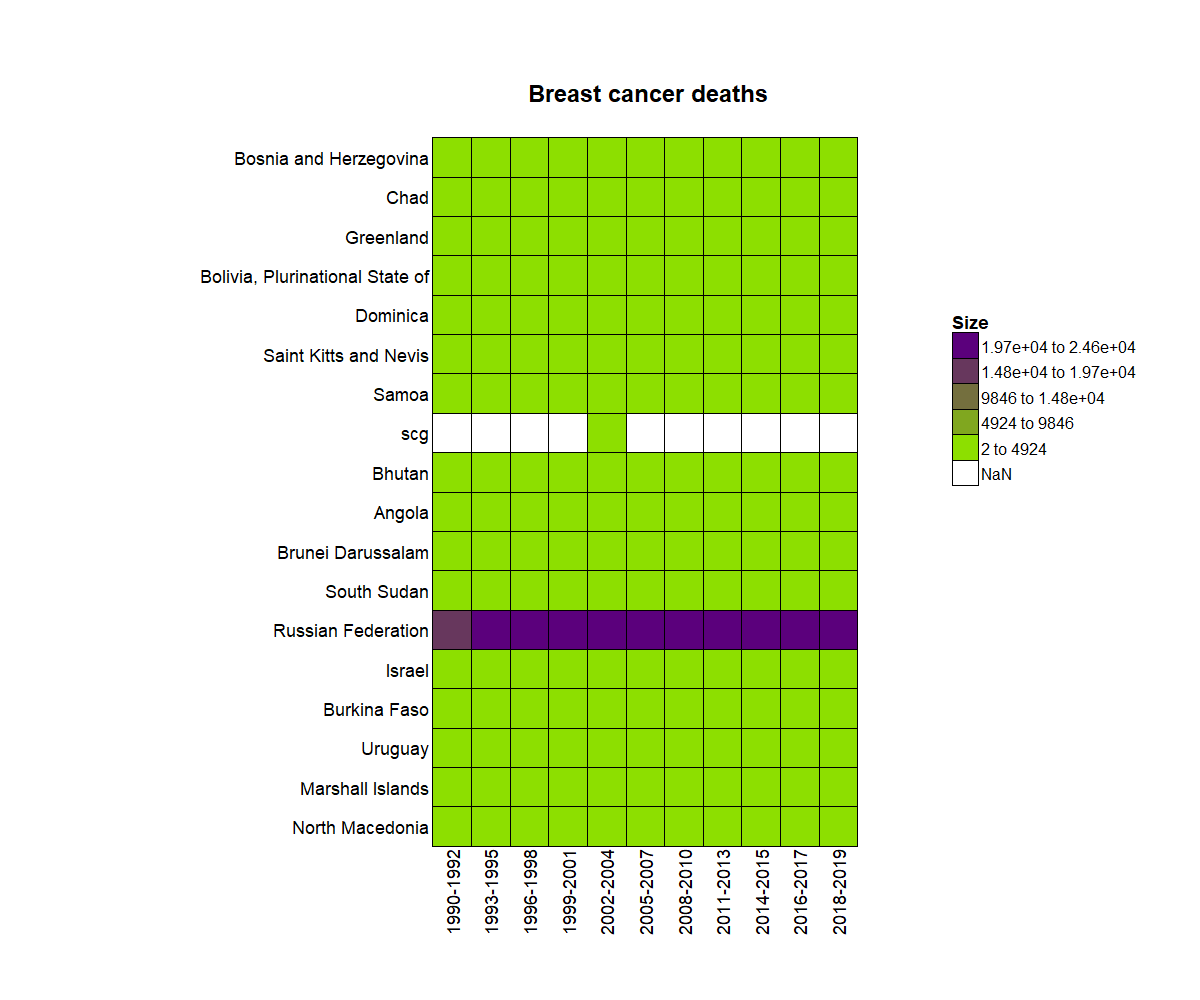 Breast cancer deaths
Bosnia and Herzegovina
Chad
Greenland
Bolivia, Plurinational State of
Dominica
Saint Kitts and Nevis
Samoa
scg
Bhutan
Angola
Brunei Darussalam
South Sudan
Russian Federation
Israel
Burkina Faso
Uruguay
Marshall Islands
North Macedonia
1990-1992
1993-1995
1996-1998
1999-2001
2002-2004
2005-2007
2008-2010
2011-2013
2014-2015
2016-2017
2018-2019
Size
1.97e+04 to 2.46e+04
1.48e+04 to 1.97e+04
9846 to 1.48e+04
4924 to 9846
2 to 4924
NaN